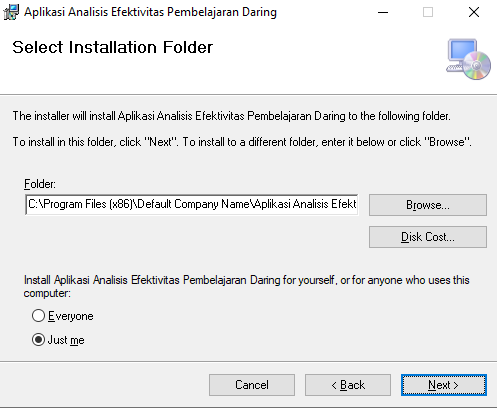 Aplikasi Analisis Efektivitas Pembelajaran Daring
Select Installation Folder
The installer will install Aplikasi Analisis Efektivitas Pembelajaran Daring to the following folder.
To install in this folder, click "Next". To install to a different folder, enter it below or click "Browse".
Folder:
C:\Program Files (x86)\Default Company Name\Aplikasi Analisis Efekt
Browse...
Disk Cost...
Install Aplikasi Analisis Efektivitas Pembelajaran Daring for yourself, or for anyone who uses this
computer:
Everyone
Just me
Cancel
< Back
Next >